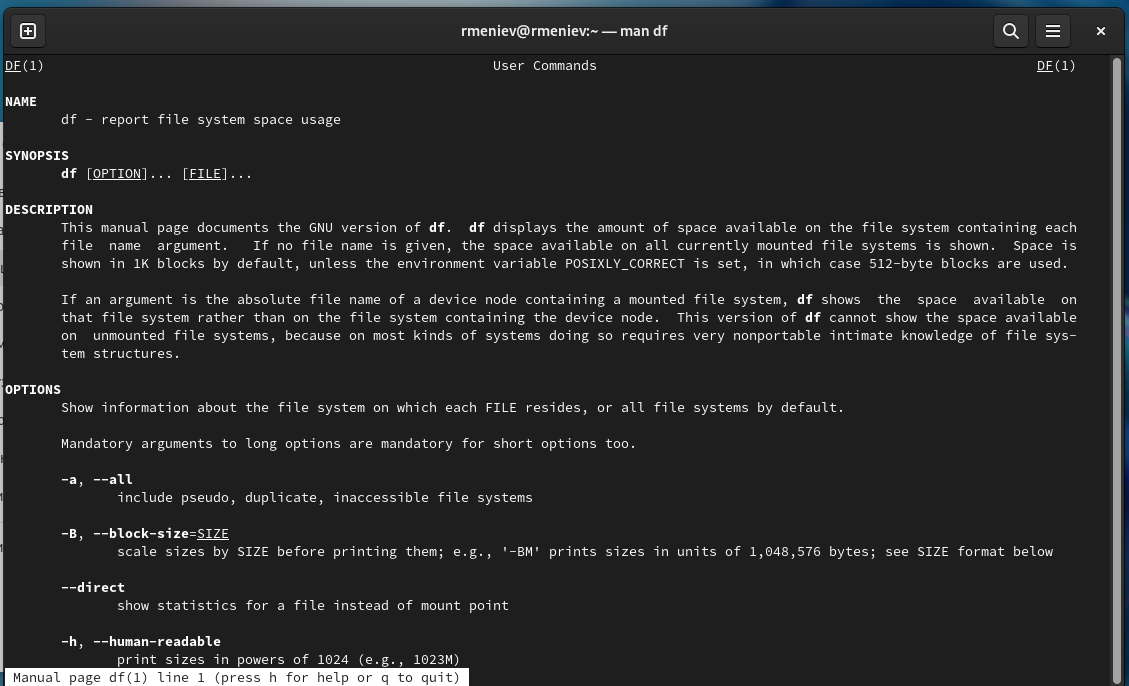 rmeniev@rmeniev:~ — man df
DF(1) User Commands DF(1)
NAME
df - report file system space usage
SYNOPSIS
df [OPTION]... [FILE]...
DESCRIPTION
This manual page documents the GNU version of df.  df displays the amount of space available on the file system containing each
file  name  argument.   If no file name is given, the space available on all currently mounted file systems is shown.  Space is
shown in 1K blocks by default, unless the environment variable POSIXLY_CORRECT is set, in which case 512-byte blocks are used.
If an argument is the absolute file name of a device node containing a mounted file system, df shows  the  space  available  on
that file system rather than on the file system containing the device node.  This version of df cannot show the space available
on  unmounted file systems, because on most kinds of systems doing so requires very nonportable intimate knowledge of file sys-
tem structures.
OPTIONS
Show information about the file system on which each FILE resides, or all file systems by default.
Mandatory arguments to long options are mandatory for short options too.
-a, --all
include pseudo, duplicate, inaccessible file systems
-B, --block-size=SIZE
scale sizes by SIZE before printing them; e.g., '-BM' prints sizes in units of 1,048,576 bytes; see SIZE format below
--direct
show statistics for a file instead of mount point
-h, --human-readable
print sizes in powers of 1024 (e.g., 1023M)
Manual page df(1) line 1 (press h for help or q to quit)